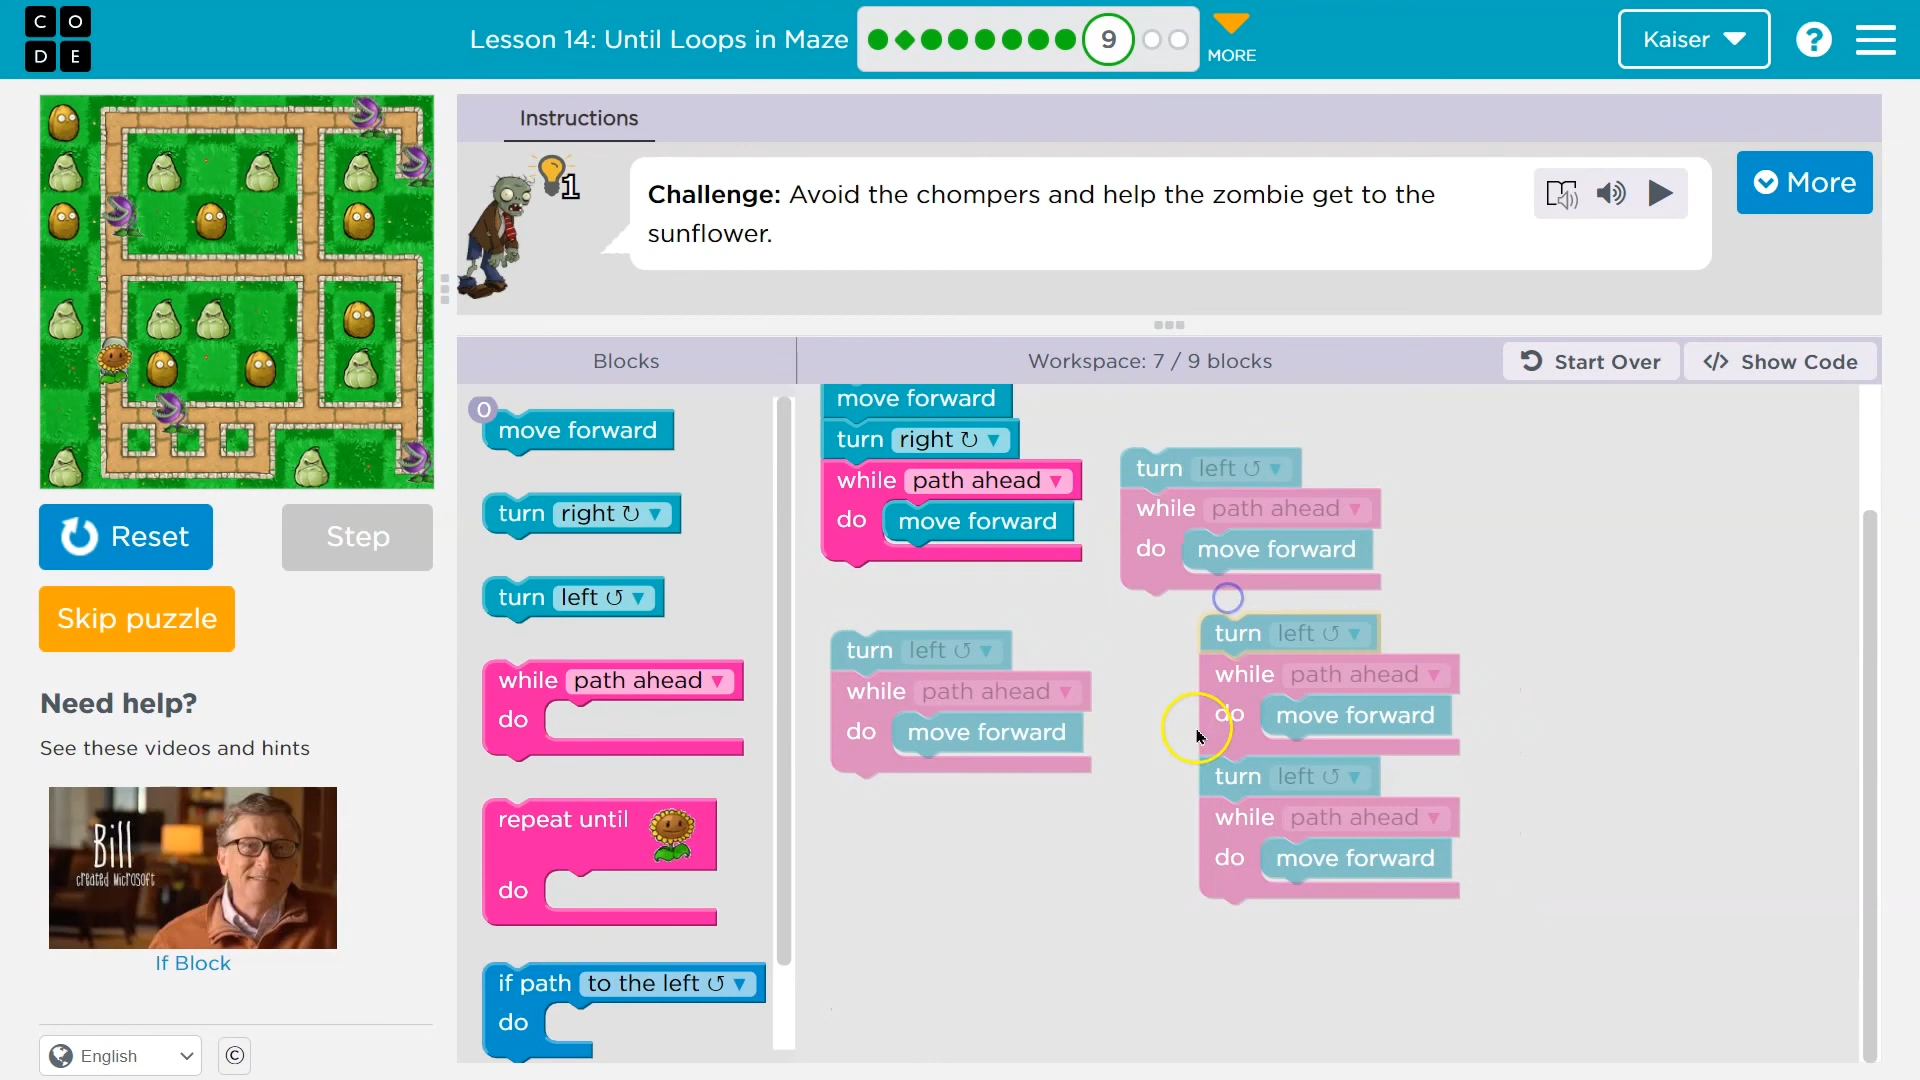 C O
D E
Lesson 14: Until Loops in Maze
9
MORE
Kaiser
?
Instructions
1
Challenge: Avoid the chompers and help the zombie get to the
sunflower.
More
Blocks
Workspace: 7 / 9 blocks
Start Over
</> Show Code
0
move forward
turn right ↻ ▼
turn left ↺ ▼
while path ahead ▼
do
repeat until
do
if path to the left ↺ ▼
do
move forward
turn right ↻ ▼
while path ahead ▼
do move forward
turn left ↺ ▼
while path ahead ▼
do move forward
turn left ↺ ▼
while path ahead ▼
do move forward
turn left ↺ ▼
while path ahead ▼
do move forward
turn left ↺ ▼
while path ahead ▼
do move forward
Reset
Step
Skip puzzle
Need help?
See these videos and hints
Bill
created Microsoft
If Block
English
©